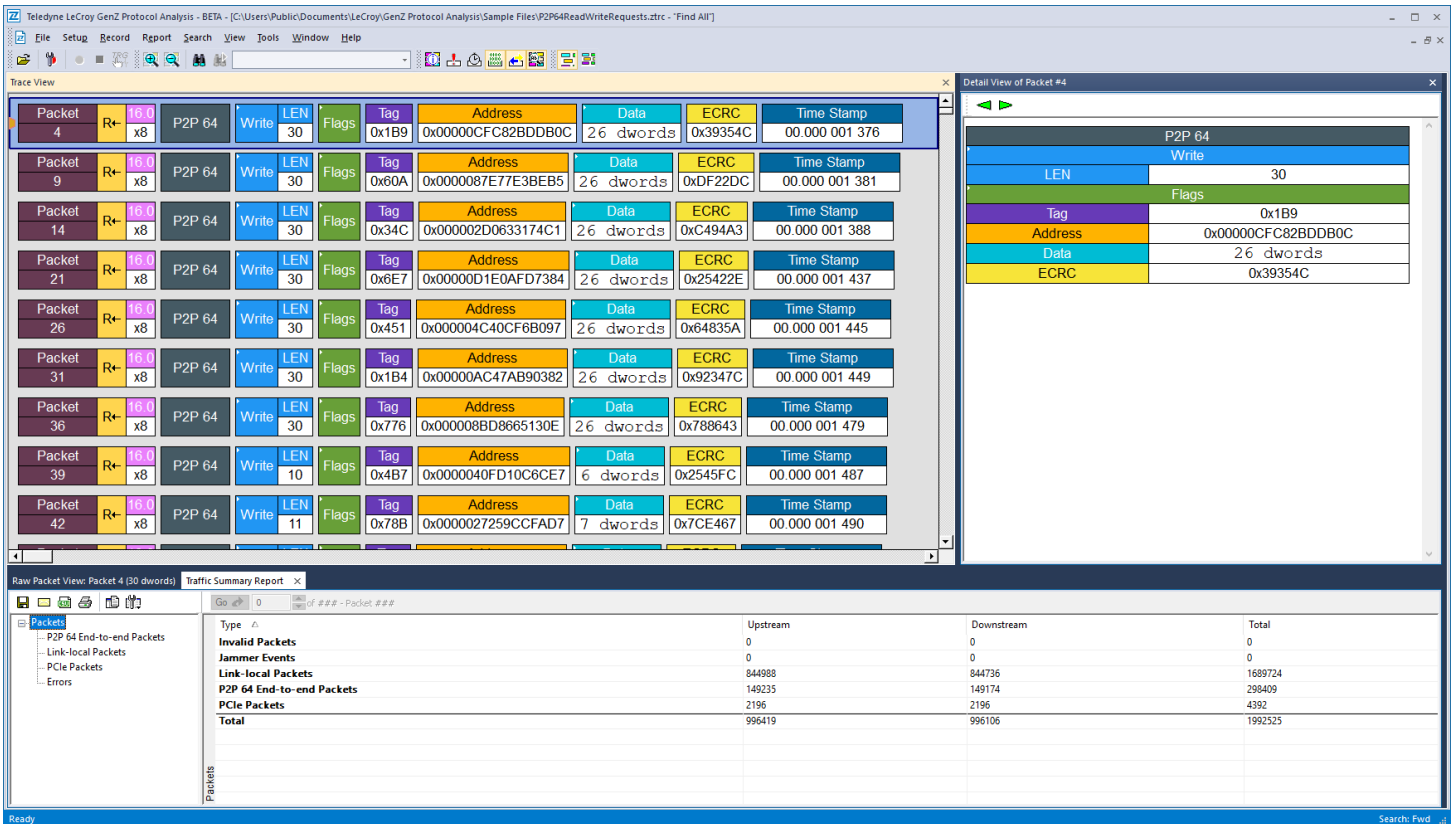 Teledyne LeCroy GenZ Protocol Analysis - BETA - [C:\Users\Public\Documents\LeCroy\GenZ Protocol Analysis\Sample Files\P2P64ReadWriteRequests.ztrc - "Find All"]
File Setup Record Report Search View Tools Window Help
Trace View
Packet 16.0 LEN Tag Address Data ECRC Time Stamp
4 R← x8 P2P 64 Write 30 Flags 0x1B9 0x00000CFC82BDDB0C 26 dwords 0x39354C 00.000 001 376
Packet 16.0 LEN Tag Address Data ECRC Time Stamp
9 R← x8 P2P 64 Write 30 Flags 0x60A 0x0000087E77E3BEB5 26 dwords 0xDF22DC 00.000 001 381
Packet 16.0 LEN Tag Address Data ECRC Time Stamp
14 R← x8 P2P 64 Write 30 Flags 0x34C 0x000002D0633174C1 26 dwords 0xC494A3 00.000 001 388
Packet 16.0 LEN Tag Address Data ECRC Time Stamp
21 R← x8 P2P 64 Write 30 Flags 0x6E7 0x00000D1E0AFD7384 26 dwords 0x25422E 00.000 001 437
Packet 16.0 LEN Tag Address Data ECRC Time Stamp
26 R← x8 P2P 64 Write 30 Flags 0x451 0x000004C40CF6B097 26 dwords 0x64835A 00.000 001 445
Packet 16.0 LEN Tag Address Data ECRC Time Stamp
31 R← x8 P2P 64 Write 30 Flags 0x1B4 0x00000AC47AB90382 26 dwords 0x92347C 00.000 001 449
Packet 16.0 LEN Tag Address Data ECRC Time Stamp
36 R← x8 P2P 64 Write 30 Flags 0x776 0x000008BD8665130E 26 dwords 0x788643 00.000 001 479
Packet 16.0 LEN Tag Address Data ECRC Time Stamp
39 R← x8 P2P 64 Write 10 Flags 0x4B7 0x0000040FD10C6CE7 6 dwords 0x2545FC 00.000 001 487
Packet 16.0 LEN Tag Address Data ECRC Time Stamp
42 R← x8 P2P 64 Write 11 Flags 0x78B 0x0000027259CCFAD7 7 dwords 0x7CE467 00.000 001 490
Detail View of Packet #4
P2P 64
Write
LEN 30
Flags
Tag 0x1B9
Address 0x00000CFC82BDDB0C
Data 26 dwords
ECRC 0x39354C
Raw Packet View: Packet 4 (30 dwords) Traffic Summary Report
Go 0 of ### - Packet ###
Packets
P2P 64 End-to-end Packets
Link-local Packets
PCIe Packets
Errors
Type Upstream Downstream Total
Invalid Packets 0 0 0
Jammer Events 0 0 0
Link-local Packets 844988 844736 1689724
P2P 64 End-to-end Packets 149235 149174 298409
PCIe Packets 2196 2196 4392
Total 996419 996106 1992525
Packets
Ready Search: Fwd